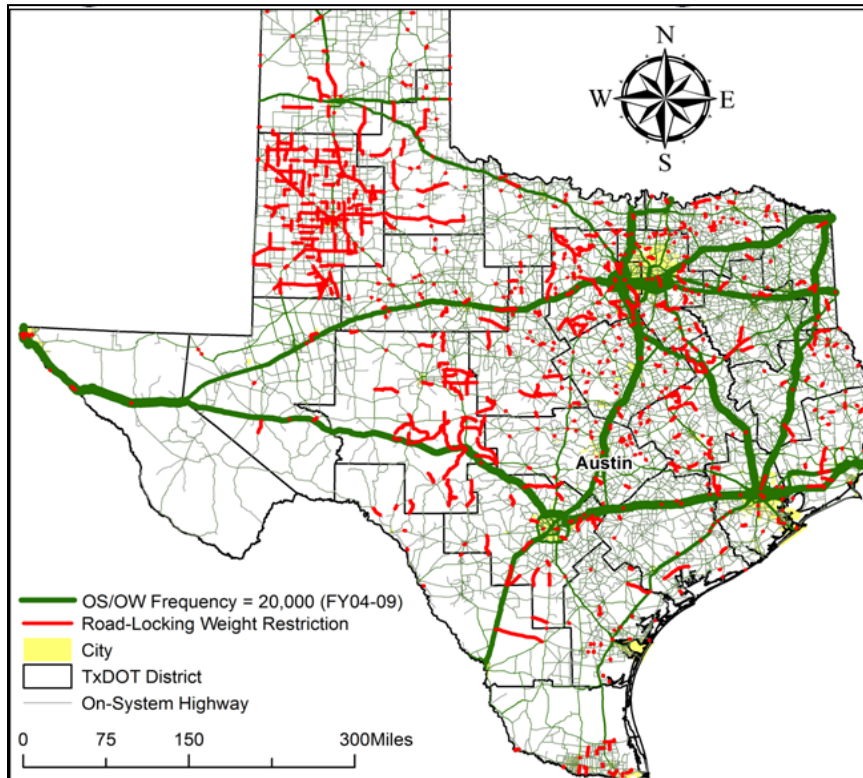 N
W E
S
Austin
OS/OW Frequency = 20,000 (FY04-09)
Road-Locking Weight Restriction
City
TxDOT District
On-System Highway
0 75 150 300Miles